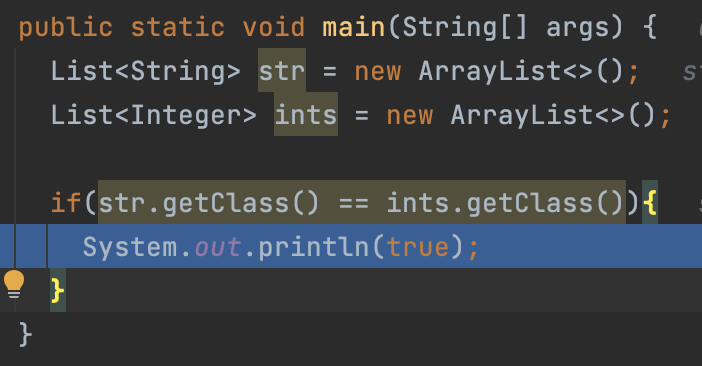 public static void main(String[] args) {
List<String> str = new ArrayList<>();
List<Integer> ints = new ArrayList<>();
if(str.getClass() == ints.getClass()){
System.out.println(true);
}
}